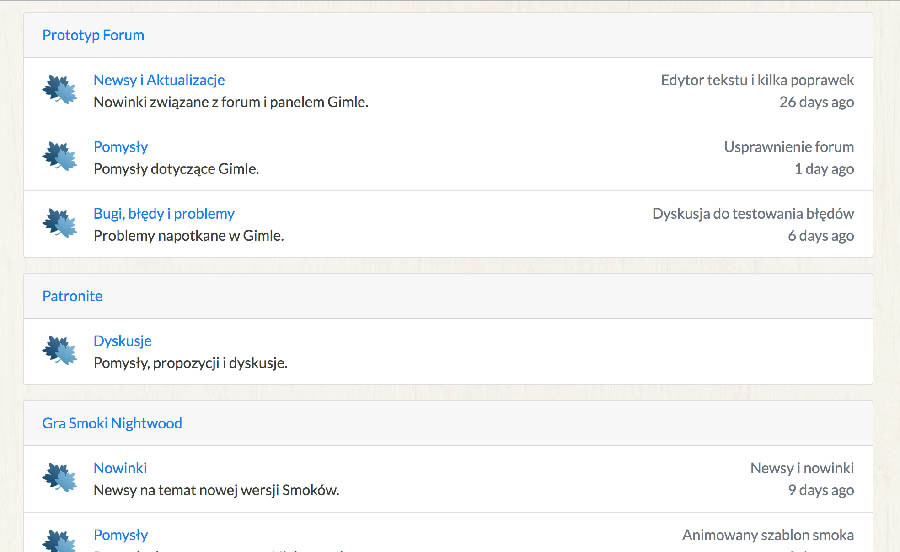 Prototyp Forum
Newsy i Aktualizacje
Edytor tekstu i kilka poprawek
Nowinki związane z forum i panelem Gimle.
26 days ago
Pomysły
Usprawnienie forum
Pomysły dotyczące Gimle.
1 day ago
Bugi, błędy i problemy
Dyskusja do testowania błędów
Problemy napotkane w Gimle.
6 days ago
Patronite
Dyskusje
Pomysły, propozycji i dyskusje.
Gra Smoki Nightwood
Nowinki
Newsy i nowinki
Newsy na temat nowej wersji Smoków.
9 days ago
Pomysły
Animowany szablon smoka